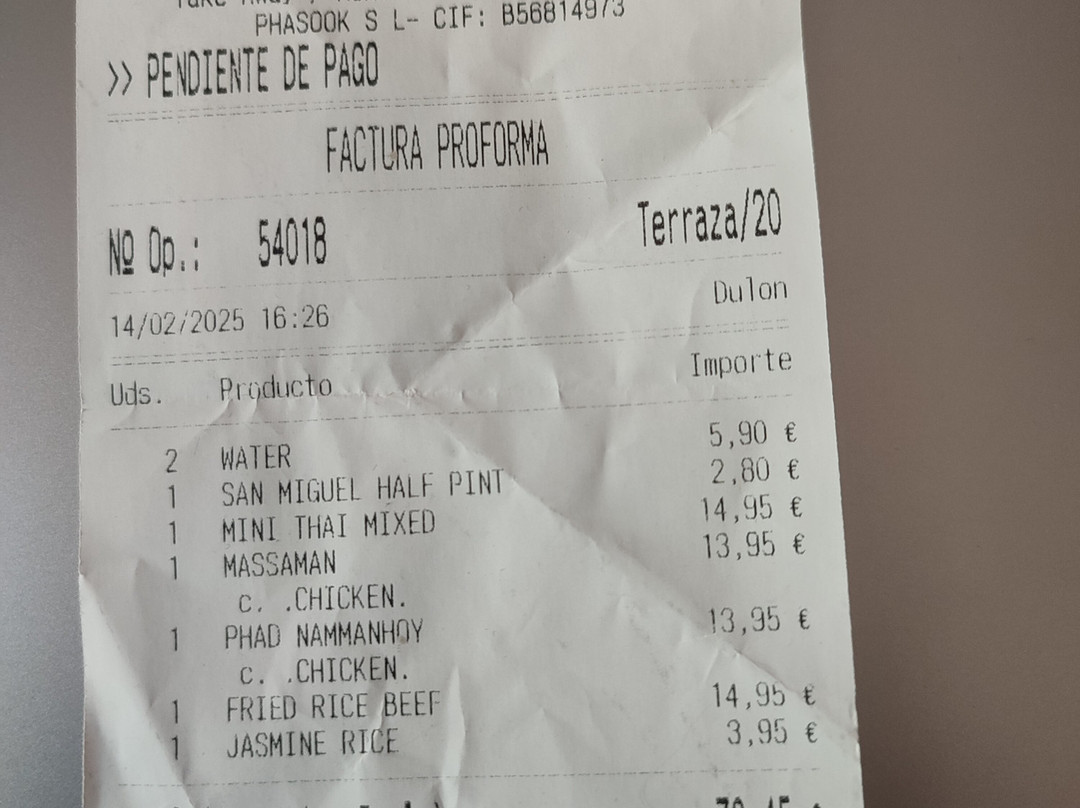 PHASOOK S L- CIF: B56814973
>> PENDIENTE DE PAGO
FACTURA PROFORMA
Nº Op.: 54018 Terraza/20
14/02/2025 16:26 Dulon
Uds. Producto Importe
2 WATER 5,90 €
1 SAN MIGUEL HALF PINT 2,80 €
1 MINI THAI MIXED 14,95 €
1 MASSAMAN 13,95 €
c. .CHICKEN.
1 PHAD NAMMANHOY 13,95 €
c. .CHICKEN.
1 FRIED RICE BEEF 14,95 €
1 JASMINE RICE 3,95 €